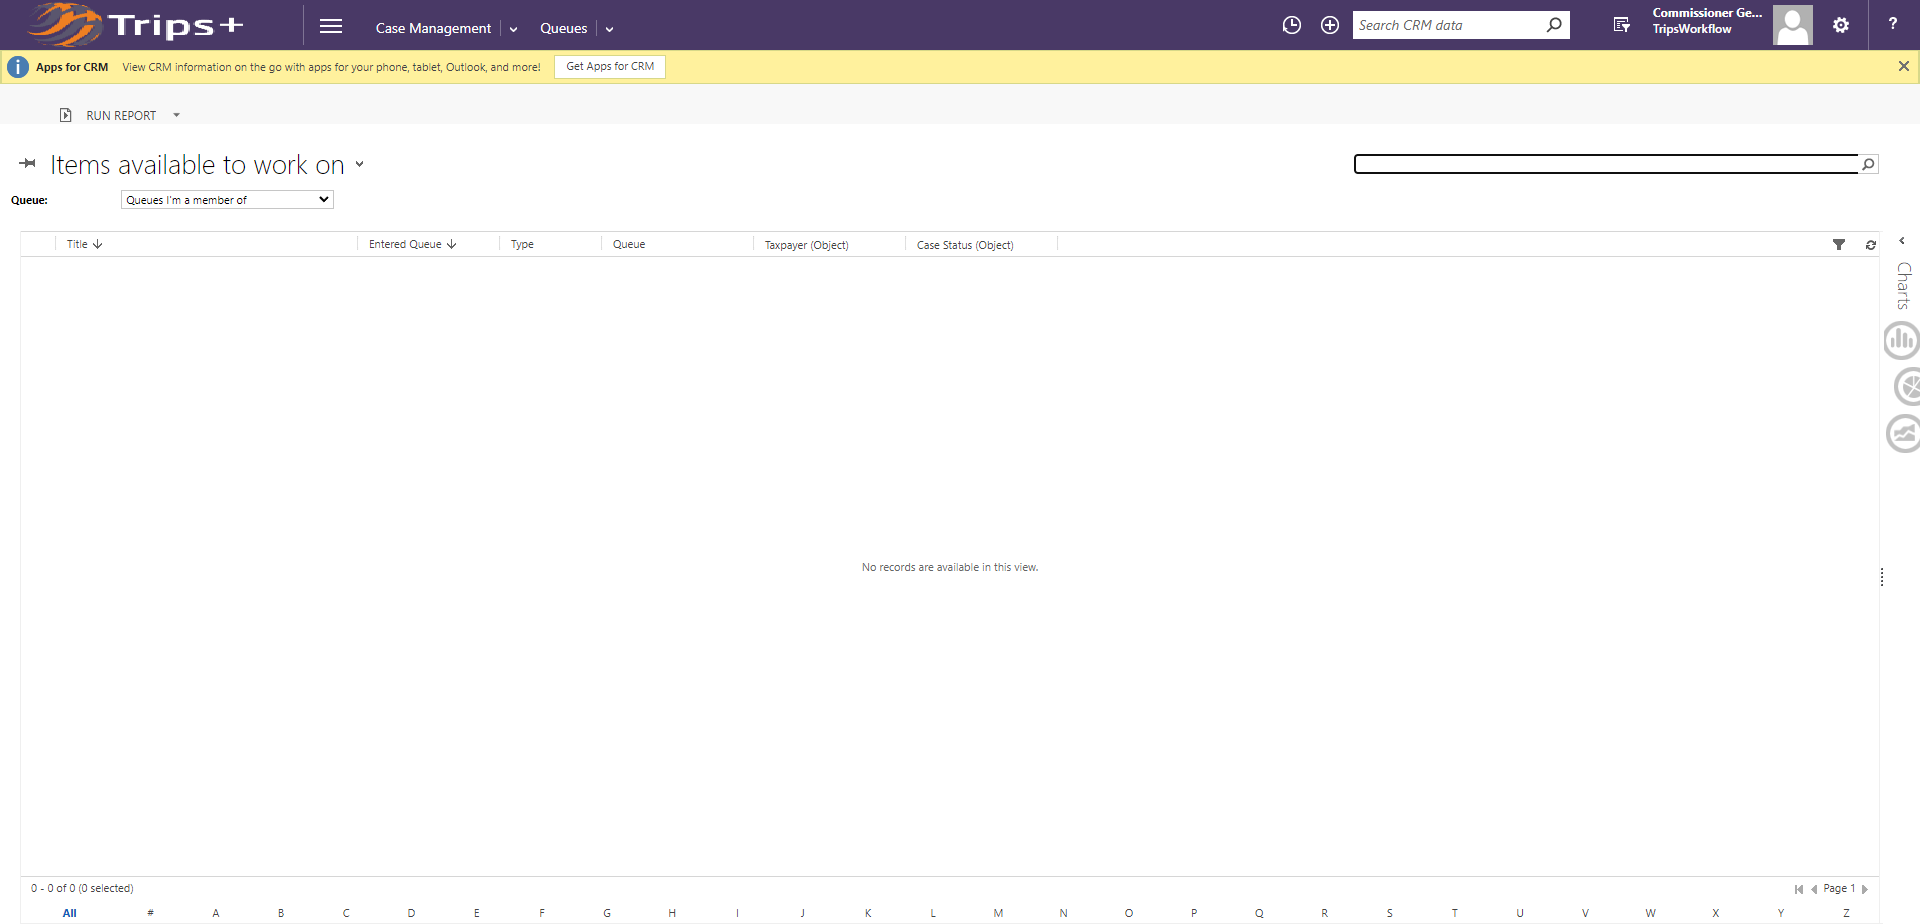 Trips+
Case Management
Queues
Search CRM data
Commissioner Ge...
TripsWorkflow
?
Apps for CRM View CRM information on the go with apps for your phone, tablet, Outlook, and more! Get Apps for CRM
RUN REPORT
Items available to work on
Queue: Queues I'm a member of
Title Entered Queue Type Queue Taxpayer (Object) Case Status (Object)
Charts
No records are available in this view.
0 - 0 of 0 (0 selected) Page 1
All # A B C D E F G H I J K L M N O P Q R S T U V W X Y Z